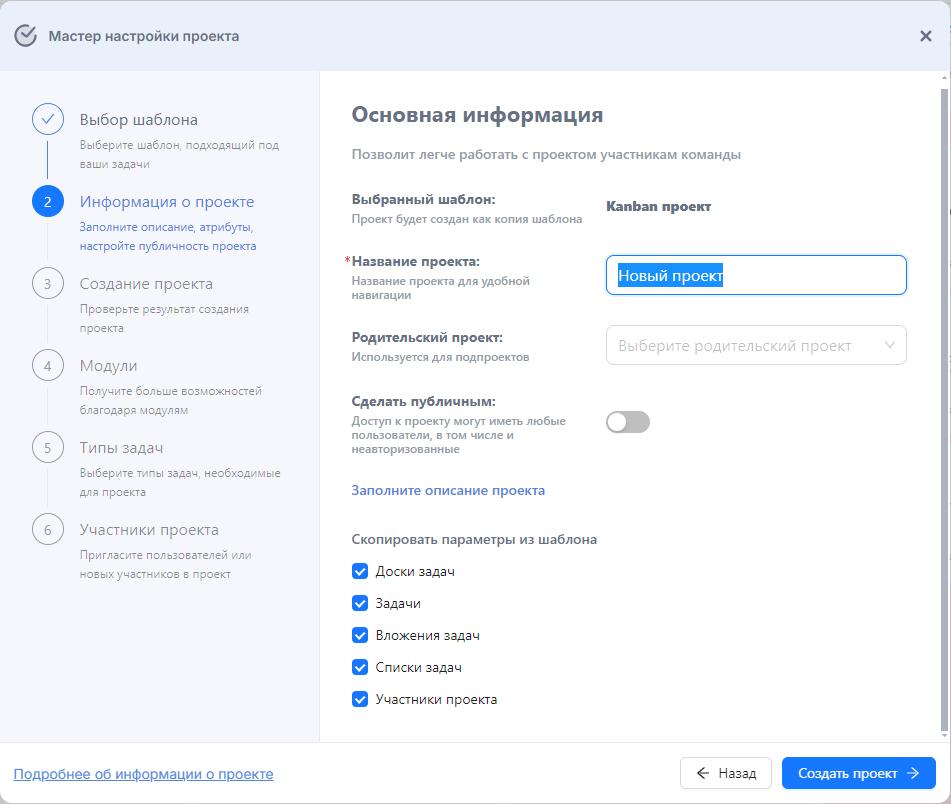 Мастер настройки проекта
Выбор шаблона
Выберите шаблон, подходящий под
ваши задачи
2
Информация о проекте
Заполните описание, атрибуты,
настройте публичность проекта
3
Создание проекта
Проверьте результат создания
проекта
4
Модули
Получите больше возможностей
благодаря модулям
5
Типы задач
Выберите типы задач, необходимые
для проекта
6
Участники проекта
Пригласите пользователей или
новых участников в проект
Основная информация
Позволит легче работать с проектом участникам команды
Выбранный шаблон:
Проект будет создан как копия шаблона
Kanban проект
*Название проекта:
Название проекта для удобной
навигации
Новый проект
Родительский проект:
Используется для подпроектов
Выберите родительский проект
Сделать публичным:
Доступ к проекту могут иметь любые
пользователи, в том числе и
неавторизованные
Заполните описание проекта
Скопировать параметры из шаблона
Доски задач
Задачи
Вложения задач
Списки задач
Участники проекта
Подробнее об информации о проекте
Назад
Создать проект